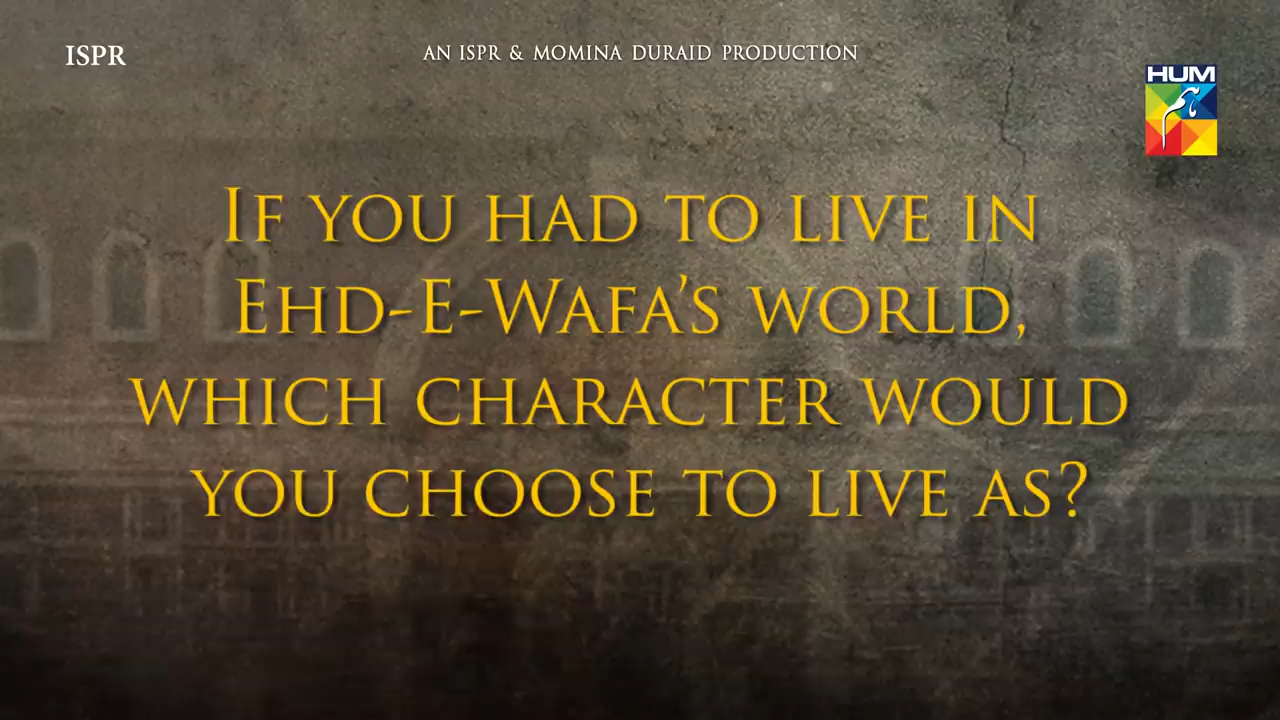 ISPR
AN ISPR & MOMINA DURAID PRODUCTION
HUM
IF YOU HAD TO LIVE IN
EHD-E-WAFA'S WORLD,
WHICH CHARACTER WOULD
YOU CHOOSE TO LIVE AS?